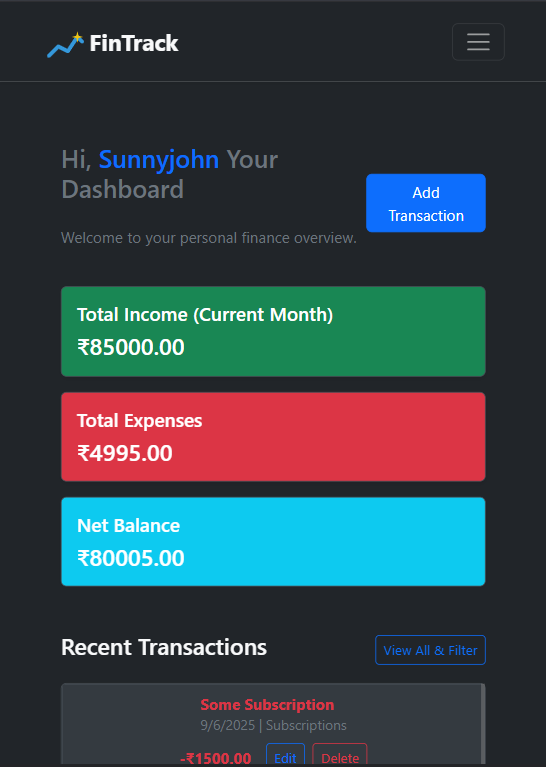 FinTrack
Hi, Sunnyjohn Your
Dashboard
Add
Transaction
Welcome to your personal finance overview.
Total Income (Current Month)
₹85000.00
Total Expenses
₹4995.00
Net Balance
₹80005.00
Recent Transactions
View All & Filter
Some Subscription
9/6/2025 | Subscriptions
-₹1500.00 Edit Delete